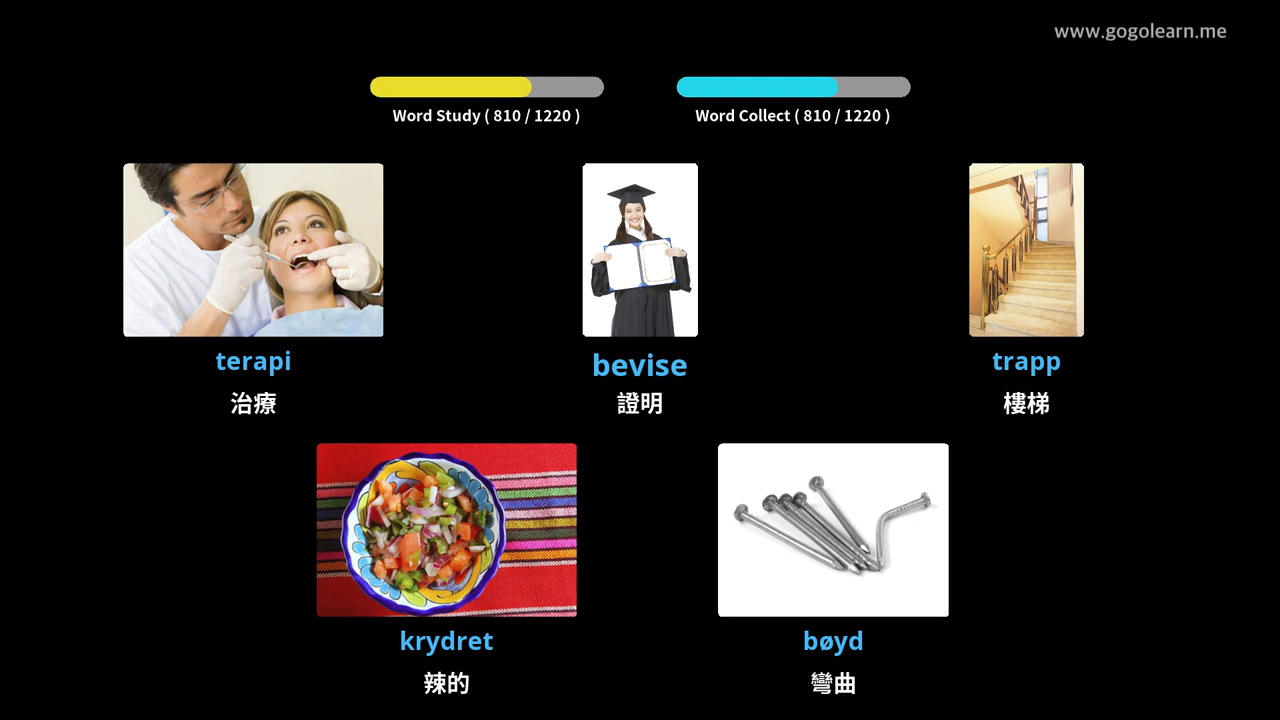 www.gogolearn.me
Word Study ( 810 / 1220 )
Word Collect ( 810 / 1220 )
terapi
治療
bevise
證明
trapp
樓梯
krydret
辣的
bøyd
彎曲